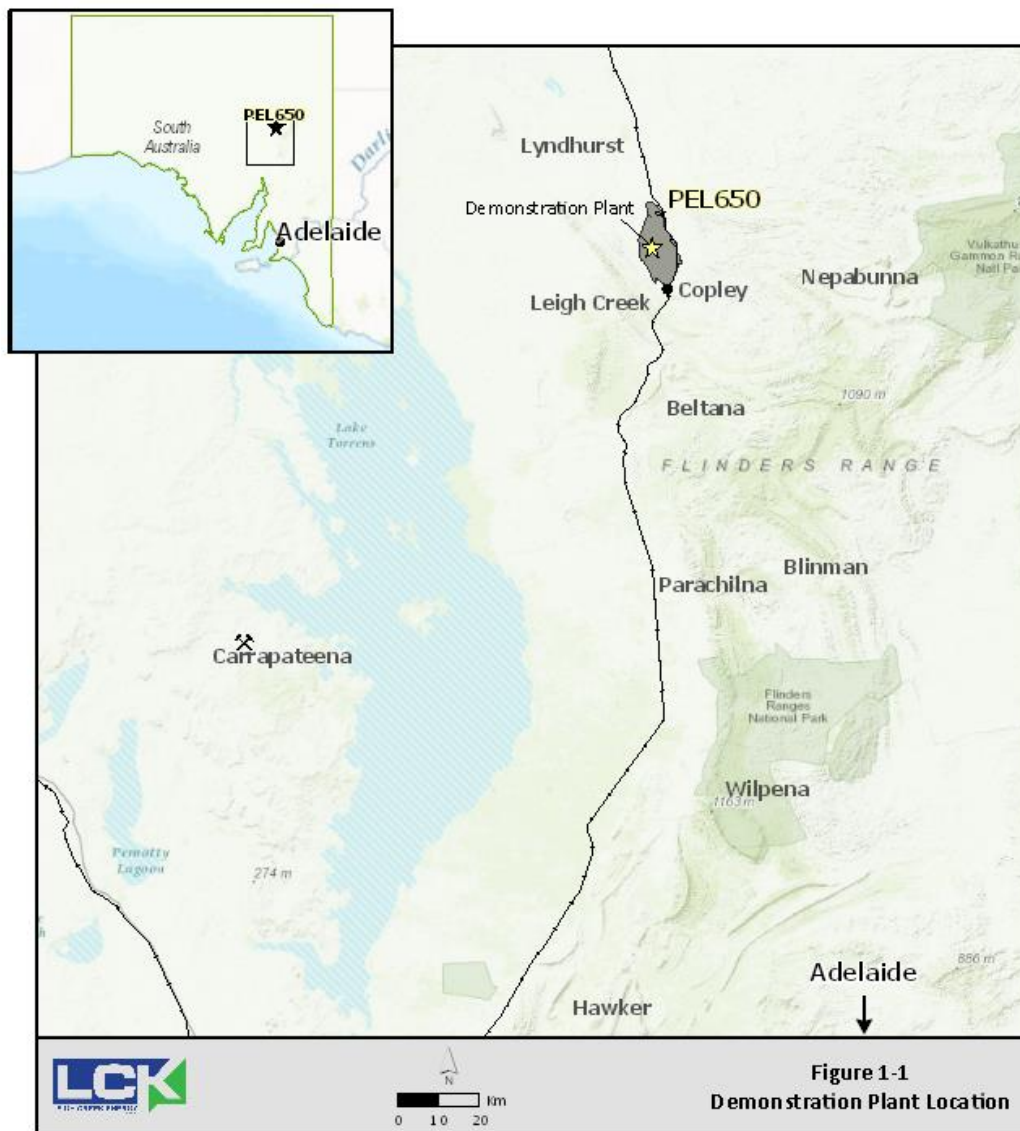 PEL650
South
Australia
Adelaide
Lyndhurst
PEL650
Demonstration Plant
Nepabunna
Copley
Leigh Creek
Beltana
1090 m
Lake
Torrens
FLINDERS RANGE
Blinman
Parachilna
Carrapateena
Flinders
Ranges
National Park
Wilpena
1163 m
Pernatty
Lagoon
274 m
Adelaide
886 m
Hawker
LCK
N
Km
0 10 20
Figure 1-1
Demonstration Plant Location